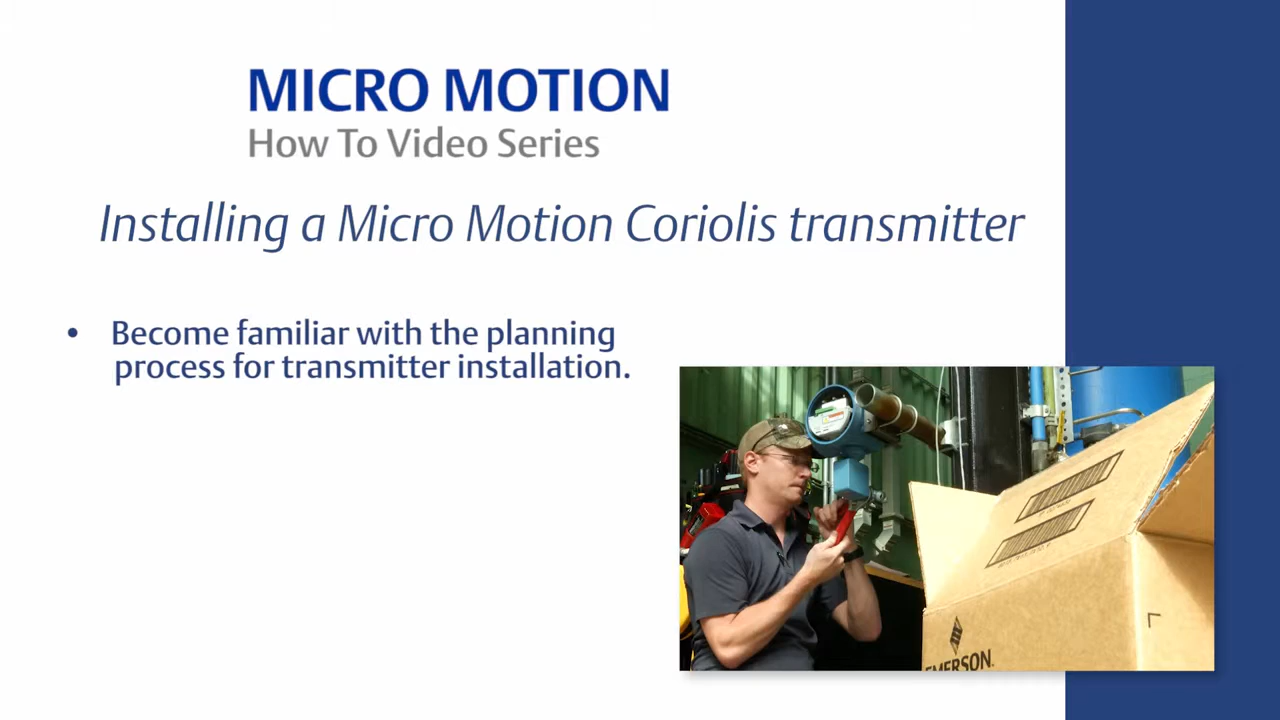 MICRO MOTION
How To Video Series
Installing a Micro Motion Coriolis transmitter
• Become familiar with the planning
process for transmitter installation.
EMERSON.